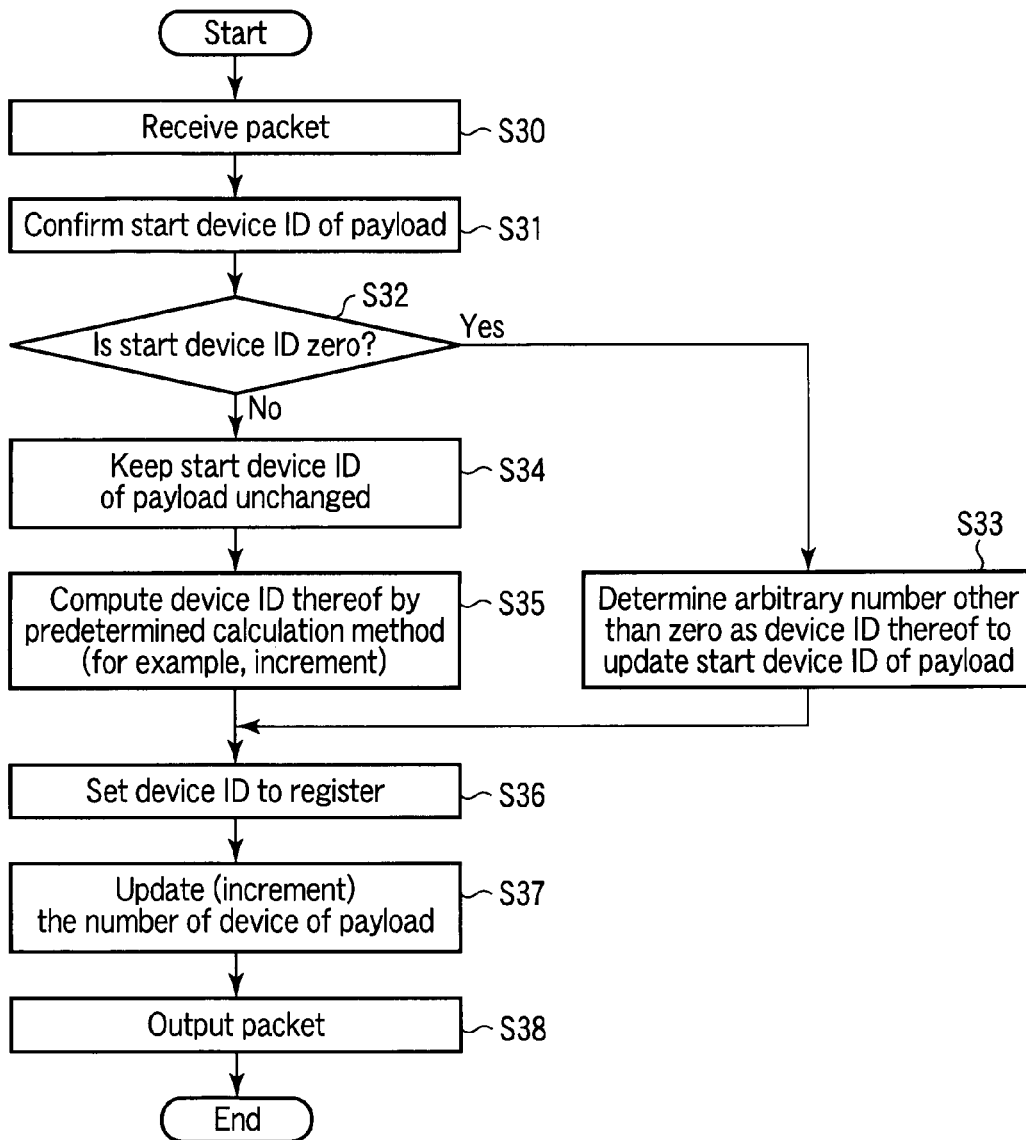 Start
Receive packet
S30
Confirm start device ID of payload
S31
S32
Is start device ID zero?
Yes
No
Keep start device ID
of payload unchanged
S34
S33
Compute device ID thereof by
predetermined calculation method
(for example, increment)
S35
Determine arbitrary number other
than zero as device ID thereof to
update start device ID of payload
Set device ID to register
S36
Update (increment)
the number of device of payload
S37
Output packet
S38
End